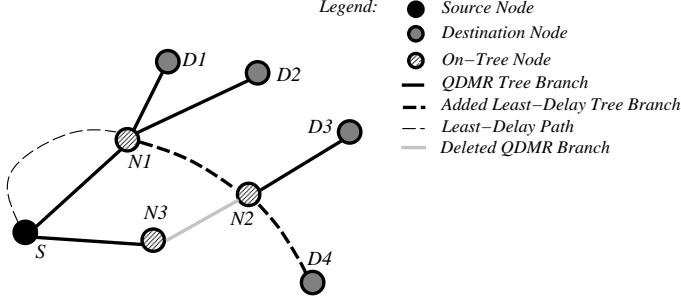 Legend:
Source Node
Destination Node
On−Tree Node
QDMR Tree Branch
Added Least−Delay Tree Branch
Least−Delay Path
Deleted QDMR Branch
D1
D2
D3
N1
N3
N2
S
D4